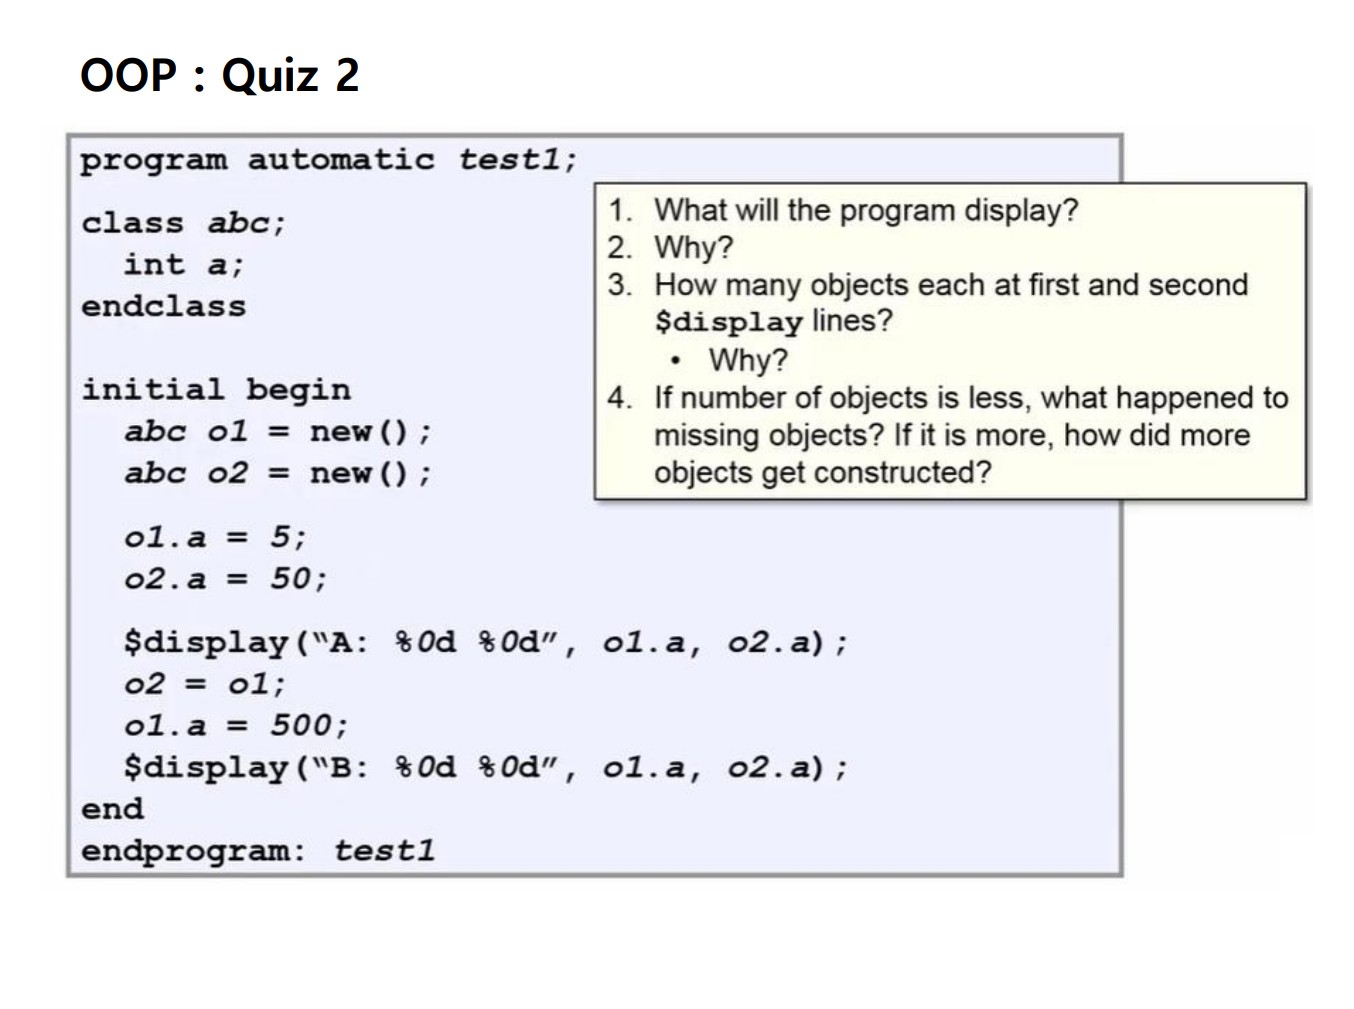 OOP : Quiz 2
program automatic test1;
class abc;
int a;
endclass
initial begin
abc o1 = new();
abc o2 = new();
o1.a = 5;
o2.a = 50;
$display(“A: %0d %0d”, o1.a, o2.a);
o2 = o1;
o1.a = 500;
$display(“B: %0d %0d”, o1.a, o2.a);
end
endprogram: test1
1. What will the program display?
2. Why?
3. How many objects each at first and second
$display lines?
• Why?
4. If number of objects is less, what happened to
missing objects? If it is more, how did more
objects get constructed?